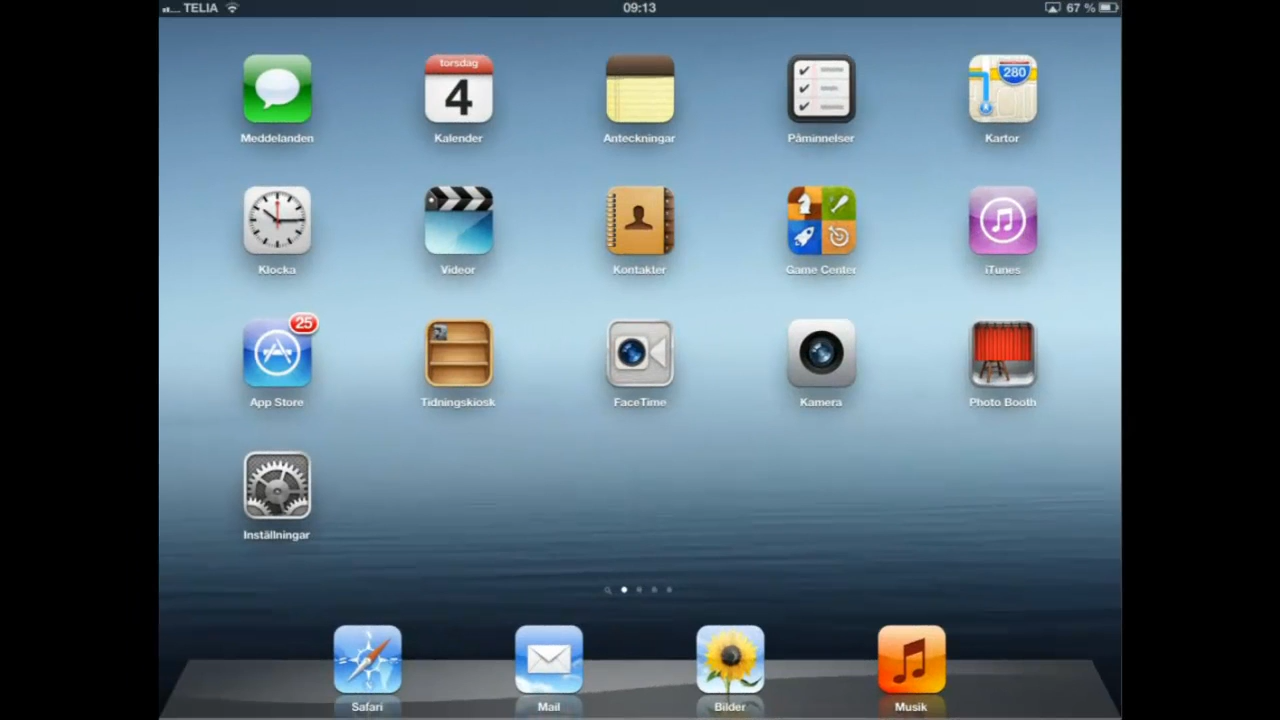 TELIA
09:13
67 %
torsdag
4
280
Meddelanden
Kalender
Anteckningar
Påminnelser
Kartor
Klocka
Videor
Kontakter
Game Center
iTunes
25
App Store
Tidningskiosk
FaceTime
Kamera
Photo Booth
Inställningar
Safari
Mail
Bilder
Musik